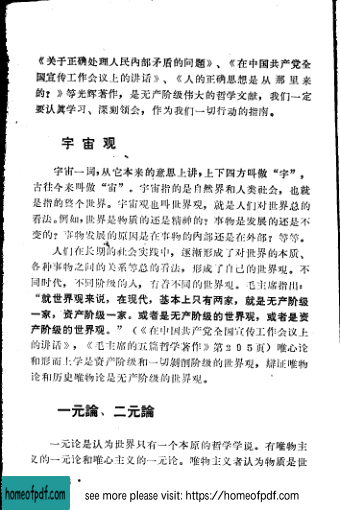 《关于正确处理人民内部矛盾的问题》、《在中国共产党全
国宣传工作会议上的讲话》、《人的正确思想是从那里来
的？》等光辉著作，是无产阶级伟大的哲学文献，我们一定
要认真学习、深刻领会，作为我们一切行动的指南。
宇宙观
宇宙一词，从它本来的意思上讲，上下四方叫做“宇”，
古往今来叫做“宙”。宇宙指的是自然界和人类社会，也就
是指的整个世界。宇宙观也叫世界观，就是人们对世界总的
看法。例如，世界是物质的还是精神的？事物是发展的还是不
变的？事物发展的原因是在事物的内部还是在外部？等等。
人们在长期的社会实践中，逐渐形成了对世界的本质、
各种事物之间的关系等总的看法，形成了自己的世界观。不
同时代，不同阶级的人，有着不同的世界观。毛主席指出：
“就世界观来说，在现代，基本上只有两家，就是无产阶级
一家，资产阶级一家。或者是无产阶级的世界观，或者是资
产阶级的世界观。”（《在中国共产党全国宣传工作会议上
的讲话》，《毛主席的五篇哲学著作》第205页）唯心论
和形而上学是资产阶级和一切剥削阶级的世界观，辩证唯物
论和历史唯物论是无产阶级的世界观。
一元論、二元論
一元论是认为世界只有一个本原的哲学学说。有唯物主
义的一元论和唯心主义的一元论。唯物主义者认为物质是世
homeofpdf.com
see more please visit: https://homeofpdf.com